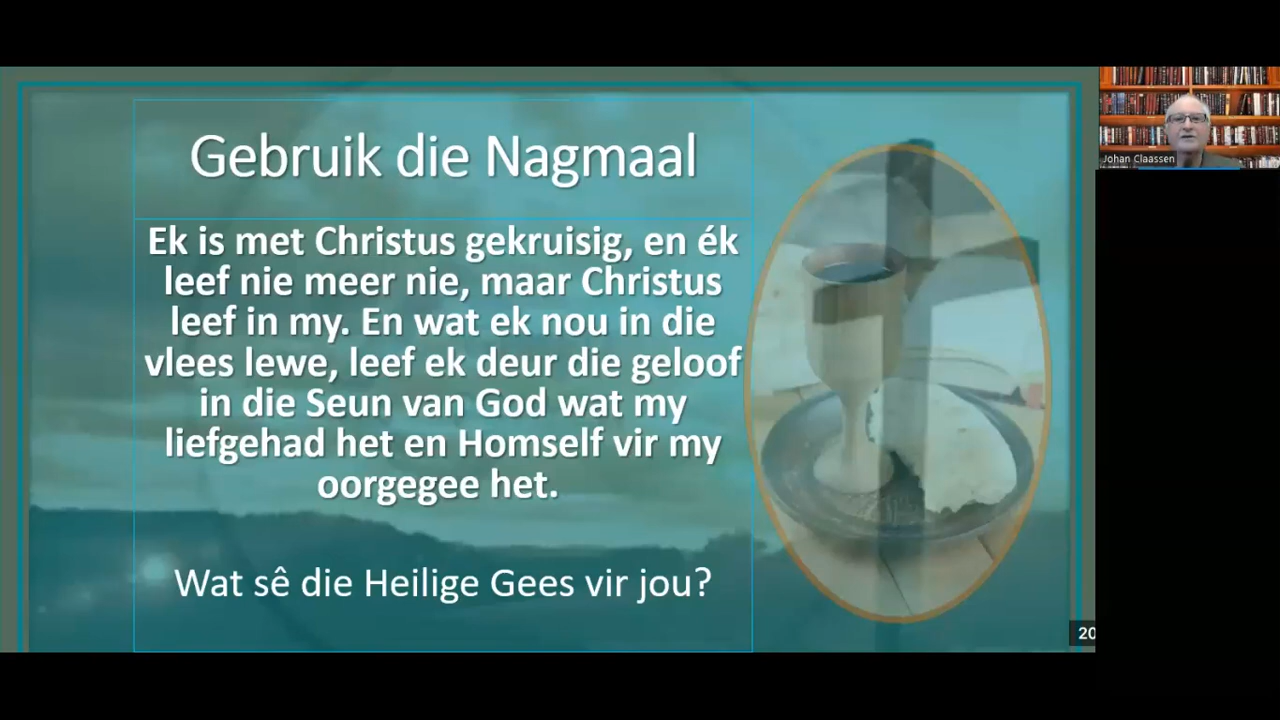 Gebruik die Nagmaal
Ek is met Christus gekruisig, en ék
leef nie meer nie, maar Christus
leef in my. En wat ek nou in die
vlees lewe, leef ek deur die geloof
in die Seun van God wat my
liefgehad het en Homself vir my
oorgegee het.
Wat sê die Heilige Gees vir jou?
20
Johan Claassen